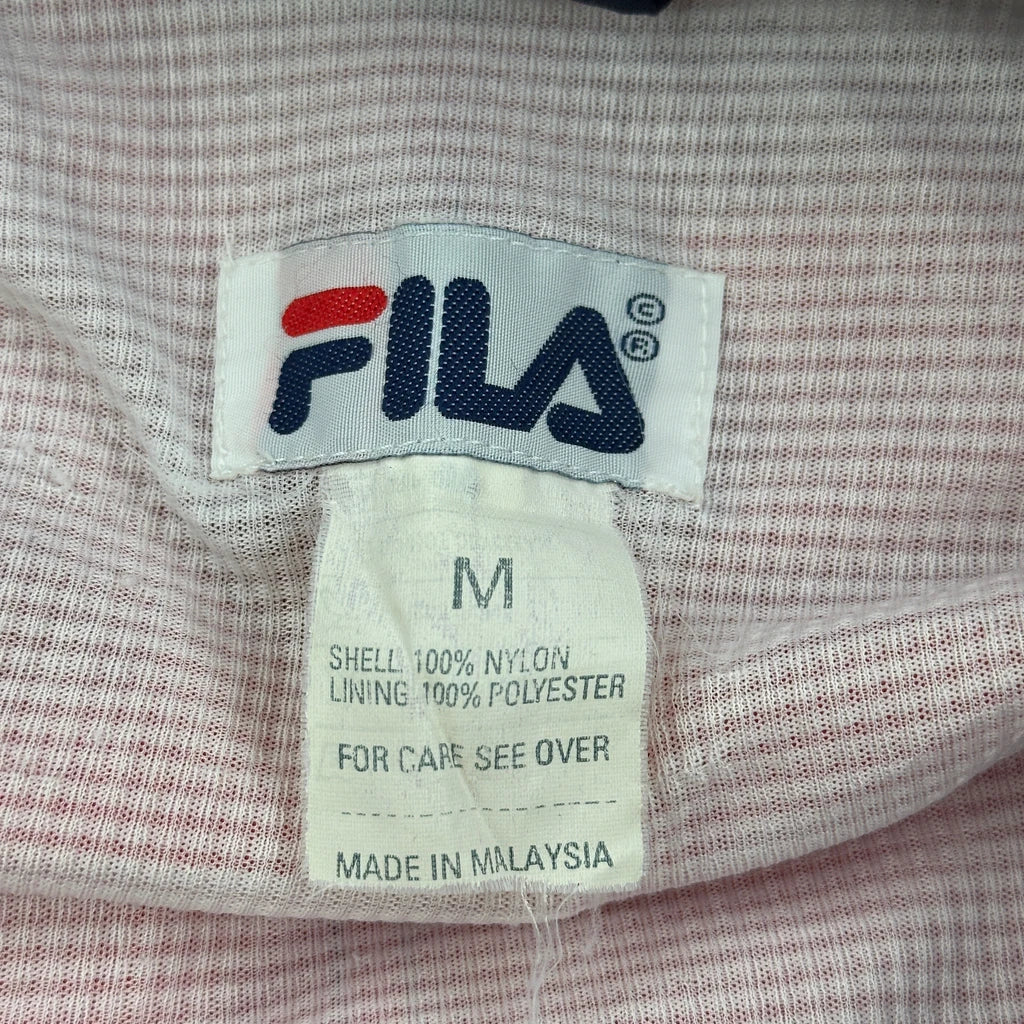 FILA
©
®
M
SHELL 100% NYLON
LINING 100% POLYESTER
FOR CARE SEE OVER
MADE IN MALAYSIA